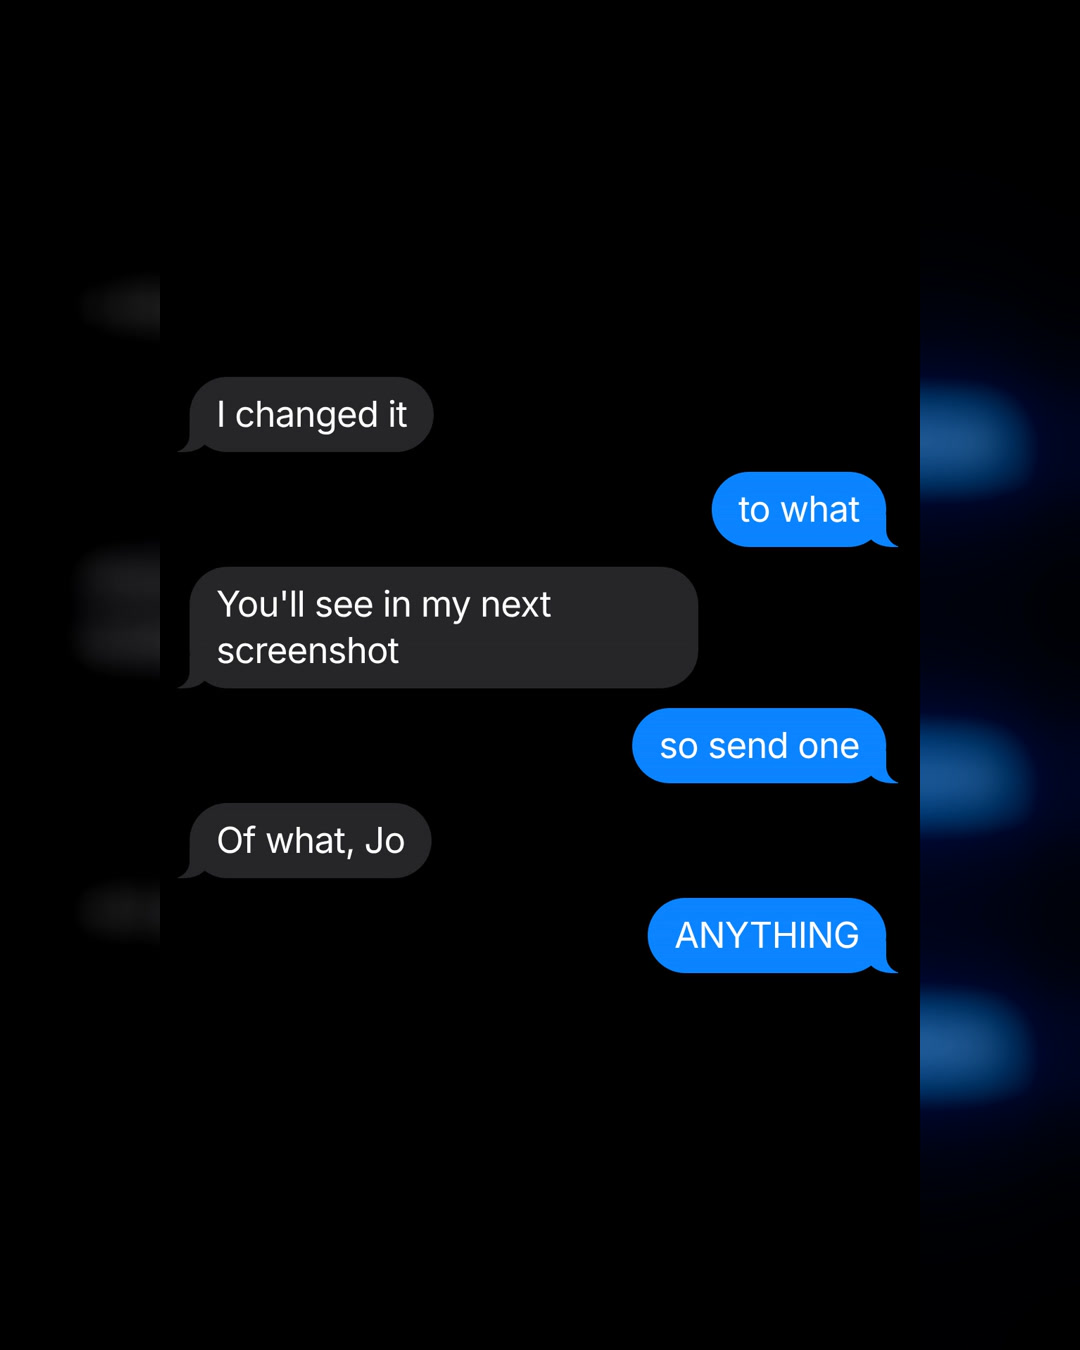 I changed it
to what
You'll see in my next
screenshot
so send one
Of what, Jo
ANYTHING